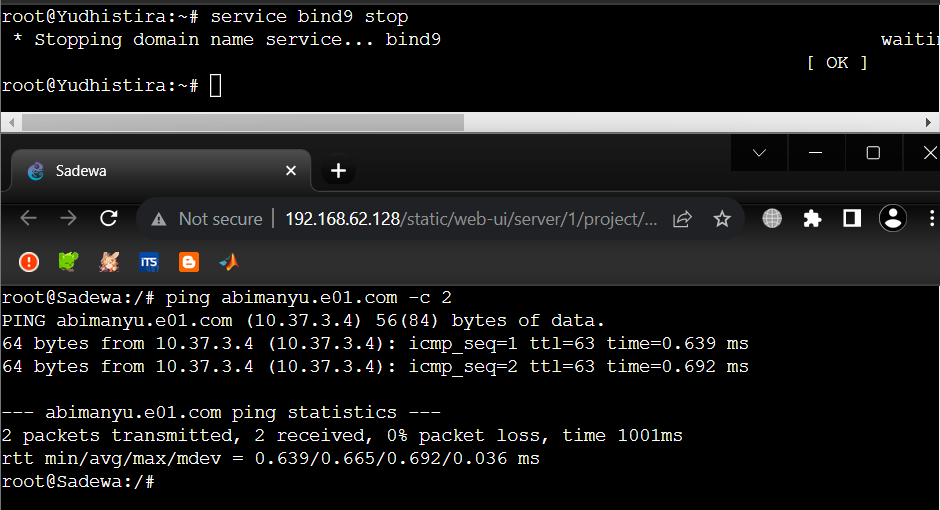 root@Yudhistira:~# service bind9 stop
 * Stopping domain name service... bind9 waitin
[ OK ]
root@Yudhistira:~#
Sadewa
Not secure | 192.168.62.128/static/web-ui/server/1/project/...
ITS
root@Sadewa:/# ping abimanyu.e01.com -c 2
PING abimanyu.e01.com (10.37.3.4) 56(84) bytes of data.
64 bytes from 10.37.3.4 (10.37.3.4): icmp_seq=1 ttl=63 time=0.639 ms
64 bytes from 10.37.3.4 (10.37.3.4): icmp_seq=2 ttl=63 time=0.692 ms
--- abimanyu.e01.com ping statistics ---
2 packets transmitted, 2 received, 0% packet loss, time 1001ms
rtt min/avg/max/mdev = 0.639/0.665/0.692/0.036 ms
root@Sadewa:/#